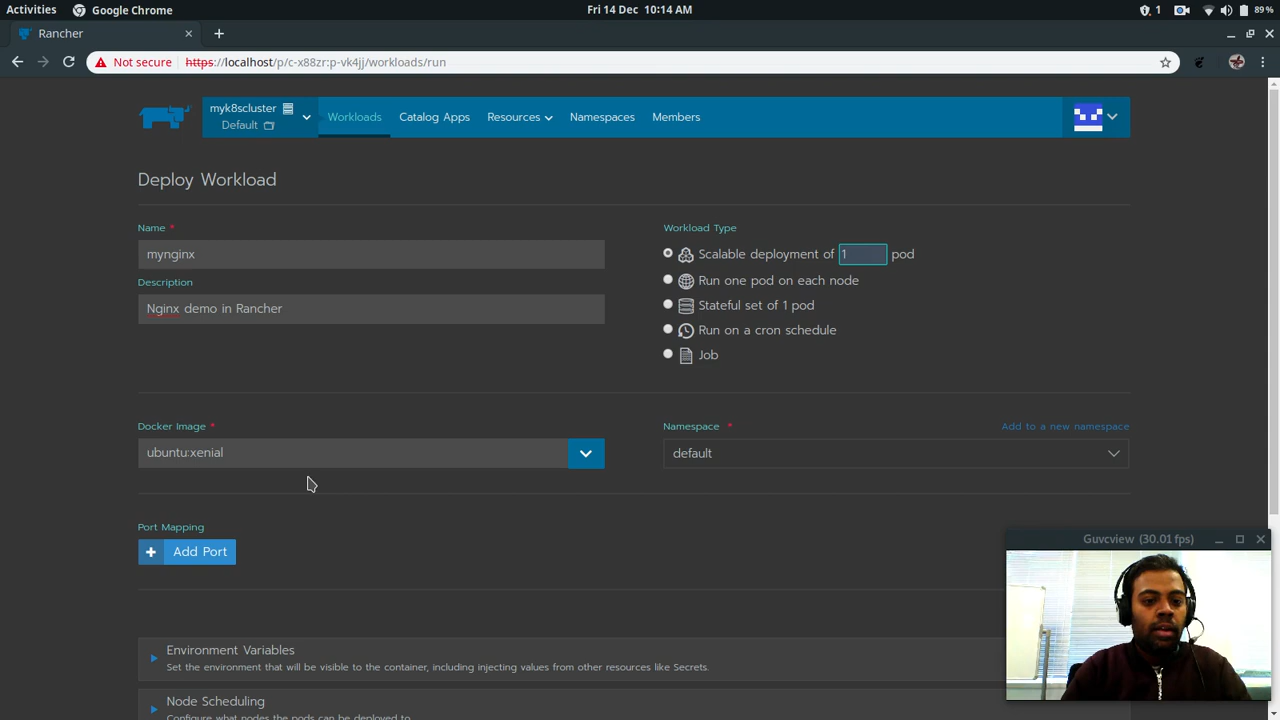 Activities
Google Chrome
Fri 14 Dec 10:14 AM
1
89 %
Rancher
Not secure
https://localhost/p/c-x88zr:p-vk4jj/workloads/run
myk8scluster
Default
Workloads
Catalog Apps
Resources
Namespaces
Members
Deploy Workload
Name *
mynginx
Description
Nginx demo in Rancher
Workload Type
Scalable deployment of 1 pod
Run one pod on each node
Stateful set of 1 pod
Run on a cron schedule
Job
Docker Image *
ubuntu:xenial
Namespace *
Add to a new namespace
default
Port Mapping
+ Add Port
Guvcview (30.01 fps)
Environment Variables
Set the environment that will be visible to the container, including injecting values from other resources like Secrets.
Node Scheduling
Configure what nodes the pods can be deployed to.